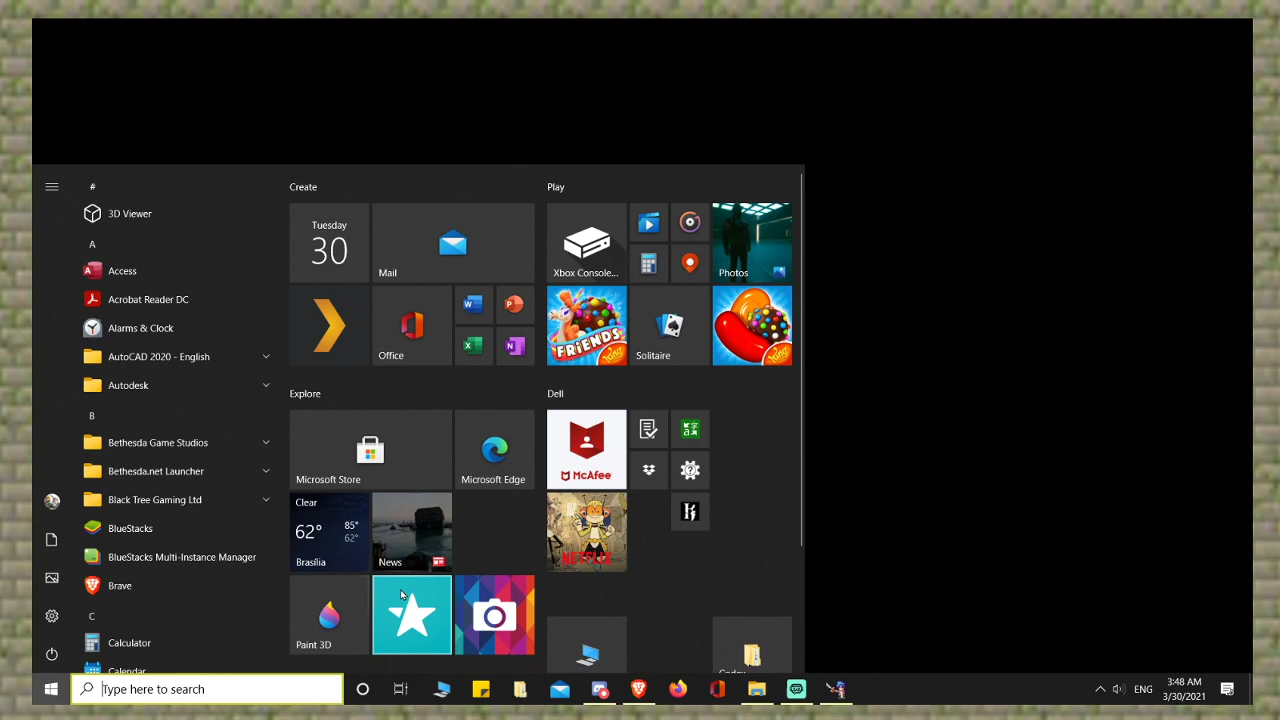 #
3D Viewer
A
Access
Acrobat Reader DC
Alarms & Clock
AutoCAD 2020 - English
Autodesk
B
Bethesda Game Studios
Bethesda.net Launcher
Black Tree Gaming Ltd
BlueStacks
BlueStacks Multi-Instance Manager
Brave
C
Calculator
Calendar
Create
Tuesday
30
Mail
Office
Explore
Microsoft Store
Microsoft Edge
Clear
62°
85°
62°
Brasília
News
Paint 3D
Play
Xbox Console...
Photos
FRIENDS
King
Solitaire
King
Dell
McAfee
NETFLIX
Type here to search
ENG
3:48 AM
3/30/2021